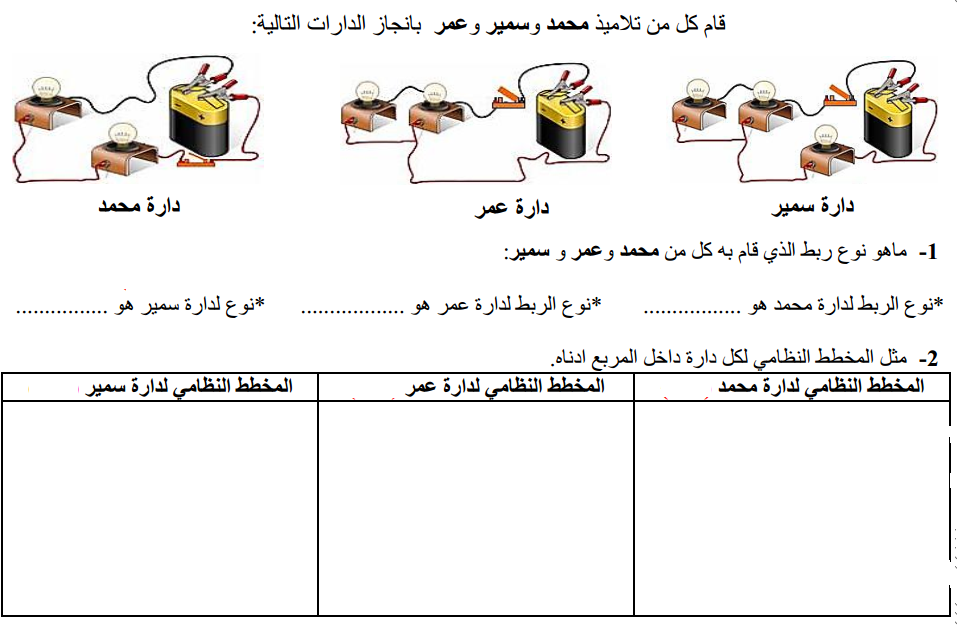 قام كل من تلاميذ محمد وسمير وعمر بانجاز الدارات التالية:
دارة سمير
دارة عمر
دارة محمد
1- ماهو نوع ربط الذي قام به كل من محمد وعمر و سمير:
*نوع الربط لدارة محمد هو ................. *نوع الربط لدارة عمر هو .................. *نوع لدارة سمير هو ................
2- مثل المخطط النظامي لكل دارة داخل المربع ادناه.
المخطط النظامي لدارة محمد
المخطط النظامي لدارة عمر
المخطط النظامي لدارة سمير